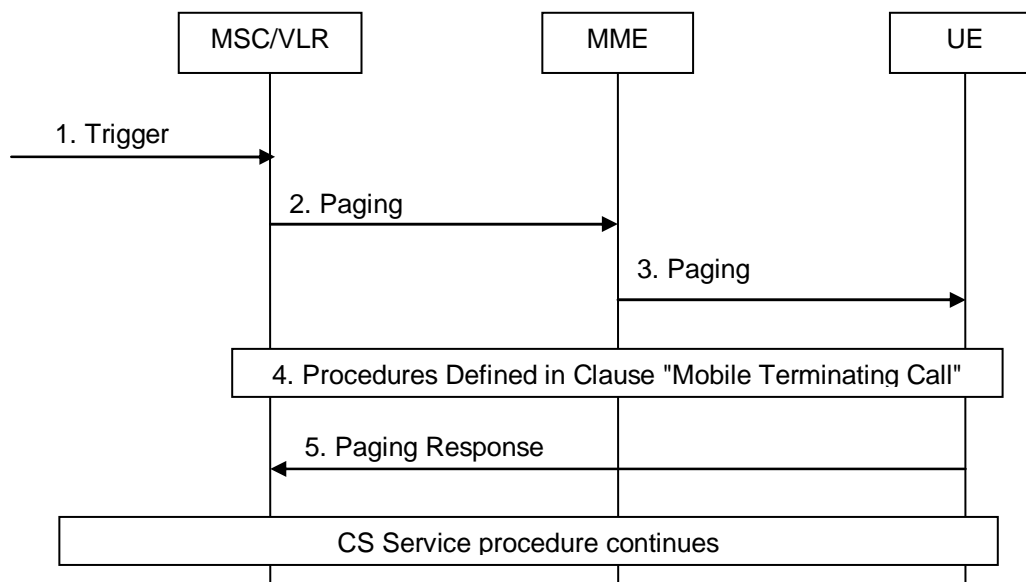 MSC/VLR
MME
UE
1. Trigger
2. Paging
3. Paging
4. Procedures Defined in Clause "Mobile Terminating Call"
5. Paging Response
CS Service procedure continues